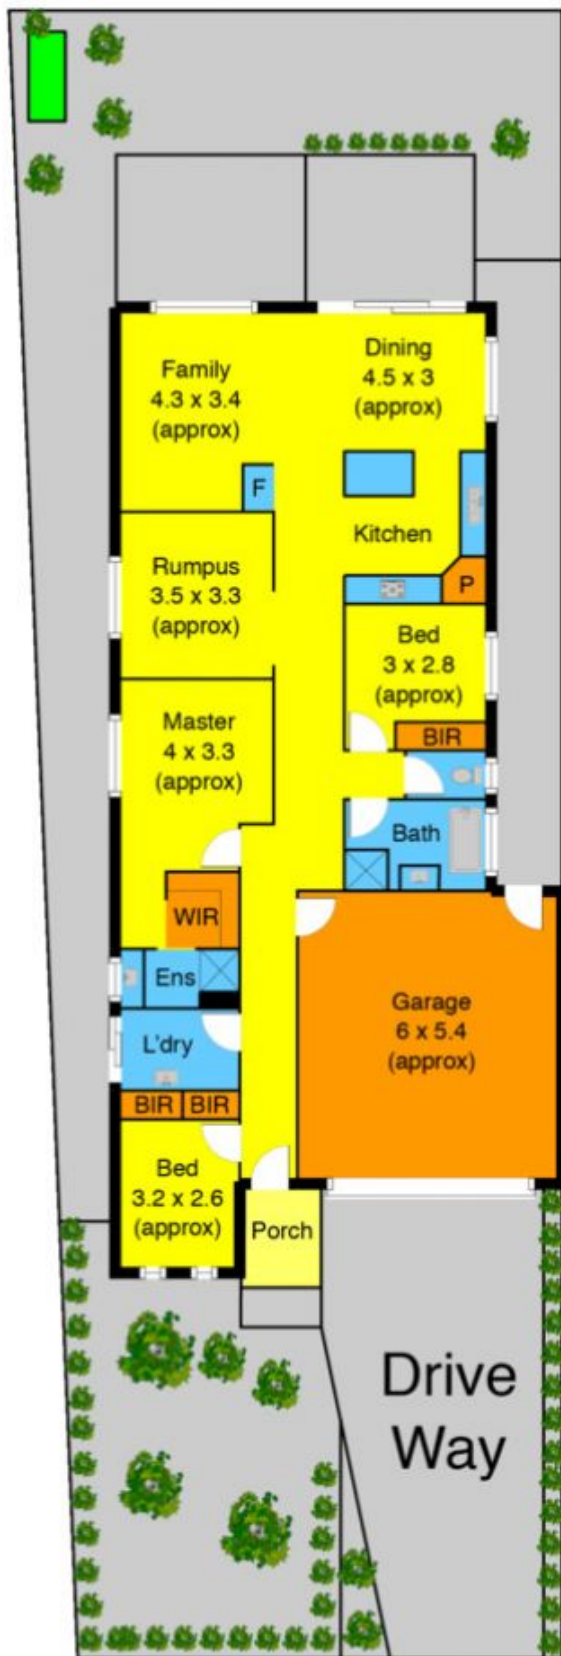 Dining
4.5 x 3
(approx)
Family
4.3 x 3.4
(approx)
F
Kitchen
Rumpus
3.5 x 3.3
(approx)
P
Bed
3 x 2.8
(approx)
BIR
Master
4 x 3.3
(approx)
Bath
WIR
Ens
Garage
6 x 5.4
(approx)
L'dry
BIR
BIR
Bed
3.2 x 2.6
(approx)
Porch
Drive
Way